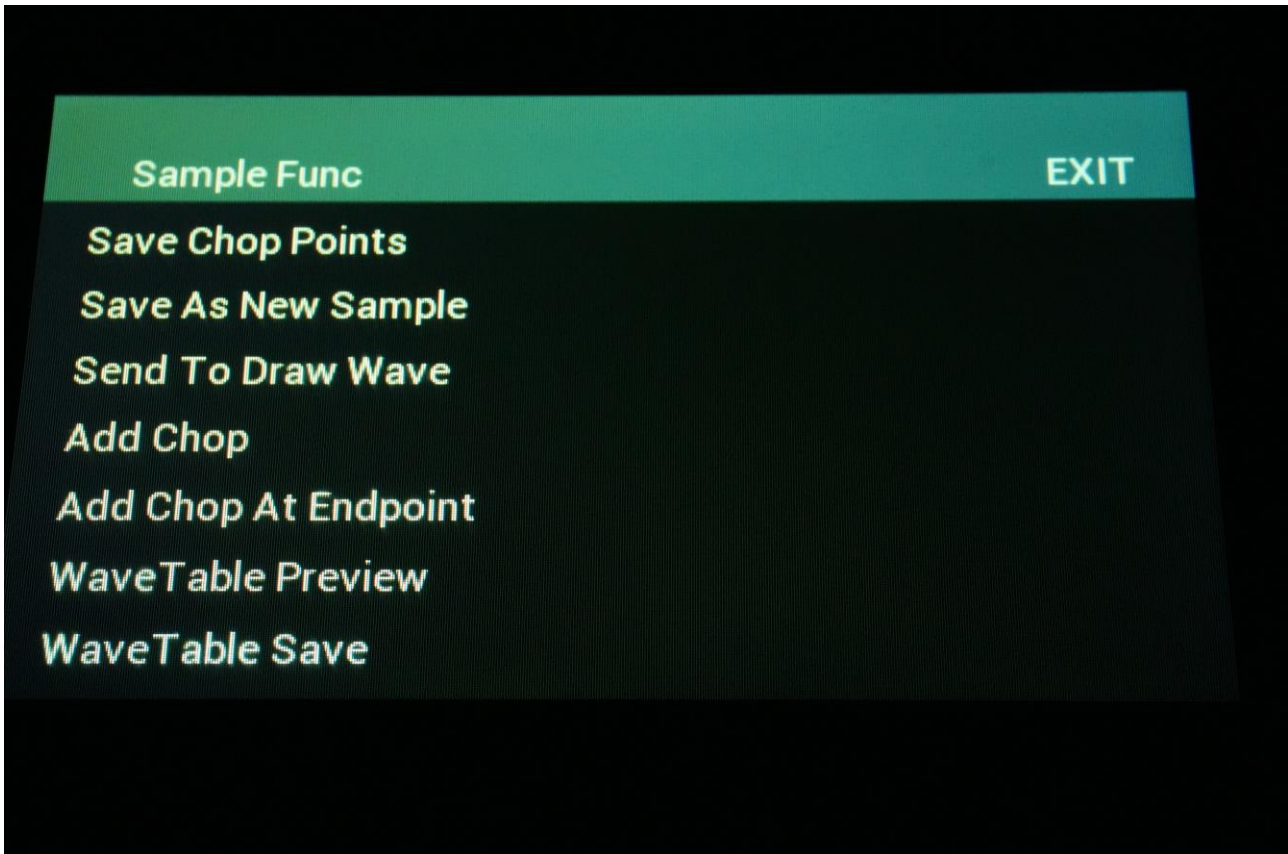 Sample Func EXIT
Save Chop Points
Save As New Sample
Send To Draw Wave
Add Chop
Add Chop At Endpoint
WaveTable Preview
WaveTable Save